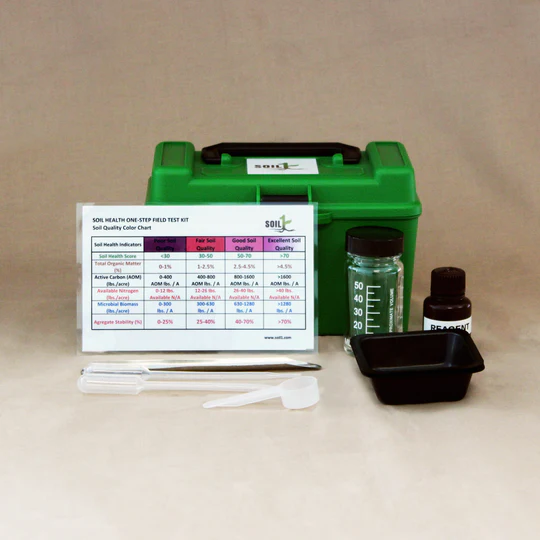 SOIL
SOIL HEALTH ONE-STEP FIELD TEST KIT
Soil Quality Color Chart
SOIL
Soil Health Indicators Poor Soil Quality Fair Soil Quality Good Soil Quality Excellent Soil Quality
Soil Health Score <30 30-50 50-70 >70
Total Organic Matter (%) 0-1% 1-2.5% 2.5-4.5% >4.5%
Active Carbon (AOM) (lbs./acre) 0-400 AOM lbs. / A 400-800 AOM lbs. / A 800-1600 AOM lbs. / A >1600 AOM lbs. / A
Available Nitrogen (lbs./acre) 0-12 lbs. Available N/A 12-26 lbs. Available N/A 26-40 lbs. Available N/A >40 lbs. Available N/A
Microbial Biomass (lbs./acre) 0-300 lbs. / A 300-630 lbs. / A 630-1280 lbs. / A >1280 lbs. / A
Agregate Stability (%) 0-25% 25-40% 40-70% >70%
50
40
30
20
REAGENT